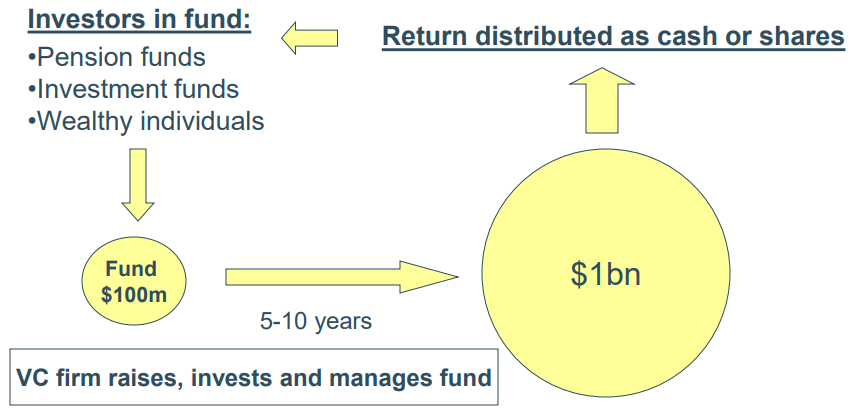 Investors in fund:
•Pension funds
•Investment funds
•Wealthy individuals
Return distributed as cash or shares
Fund
$100m
5-10 years
$1bn
VC firm raises, invests and manages fund